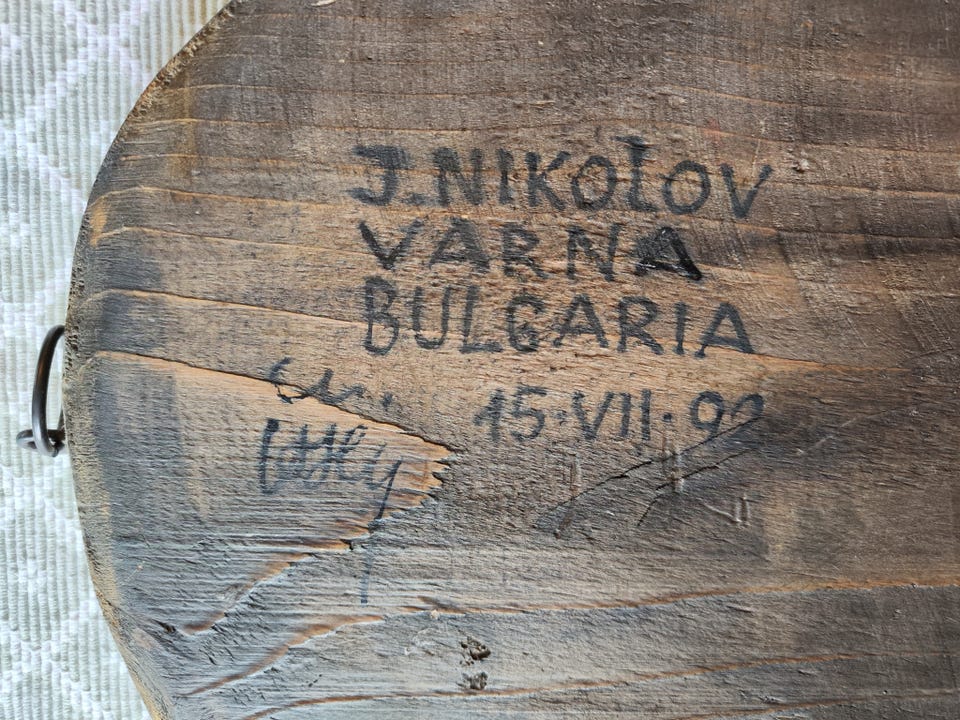 J. NIKOLOV
VARNA
BULGARIA
15·VII·92